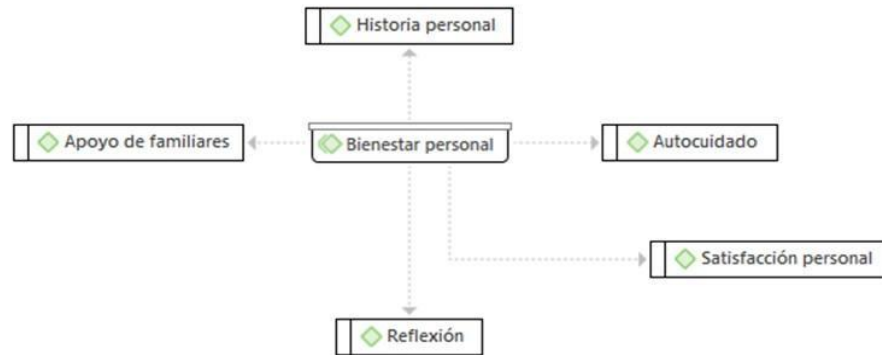 Historia personal
Apoyo de familiares
Bienestar personal
Autocuidado
Satisfacción personal
Reflexión